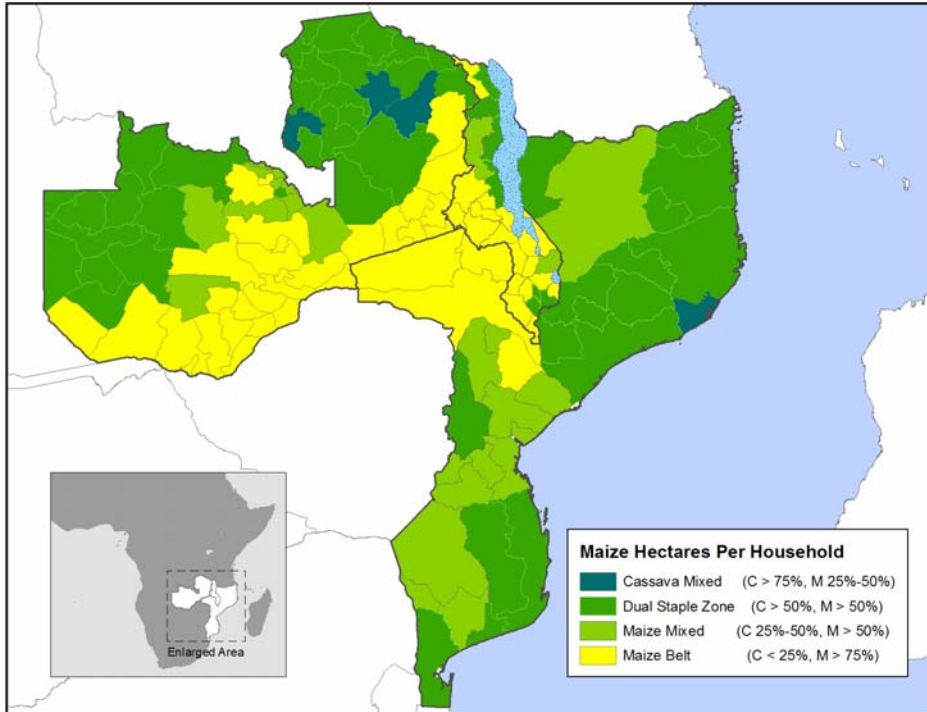 Maize Hectares Per Household
Cassava Mixed (C > 75%, M 25%-50%)
Dual Staple Zone (C > 50%, M > 50%)
Maize Mixed (C 25%-50%, M > 50%)
Maize Belt (C < 25%, M > 75%)
Enlarged Area